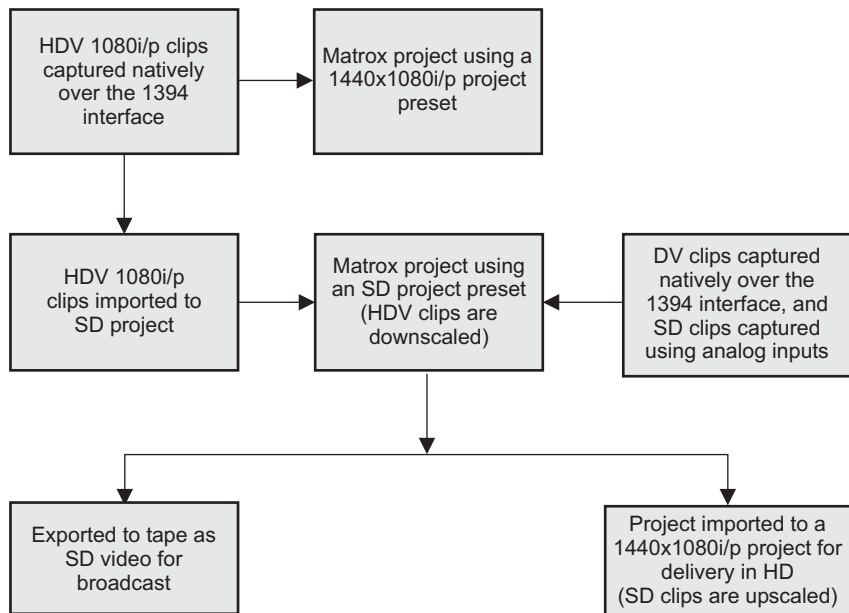 HDV 1080i/p clips
captured natively
over the 1394
interface
Matrox project using a
1440x1080i/p project
preset
HDV 1080i/p
clips imported to
SD project
Matrox project using
an SD project preset
(HDV clips are
downscaled)
DV clips captured
natively over the
1394 interface, and
SD clips captured
using analog inputs
Exported to tape as
SD video for
broadcast
Project imported to a
1440x1080i/p project for
delivery in HD
(SD clips are upscaled)